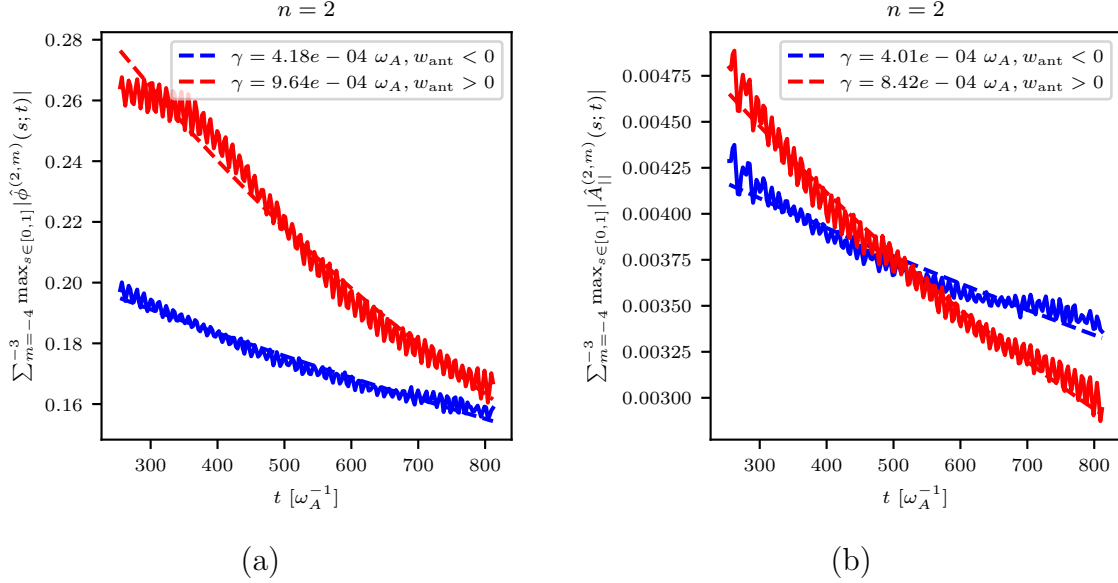 n = 2
∑_{m=−4}^{−3} max_{s∈[0,1]} |ϕ̂^{(2,m)}(s; t)|
0.28
0.26
0.24
0.22
0.20
0.18
0.16
γ = 4.18e − 04 ω_A, w_ant < 0
γ = 9.64e − 04 ω_A, w_ant > 0
300 400 500 600 700 800
t [ω_A^{−1}]
(a)
n = 2
∑_{m=−4}^{−3} max_{s∈[0,1]} |Â_{||}^{(2,m)}(s; t)|
0.00475
0.00450
0.00425
0.00400
0.00375
0.00350
0.00325
0.00300
γ = 4.01e − 04 ω_A, w_ant < 0
γ = 8.42e − 04 ω_A, w_ant > 0
300 400 500 600 700 800
t [ω_A^{−1}]
(b)